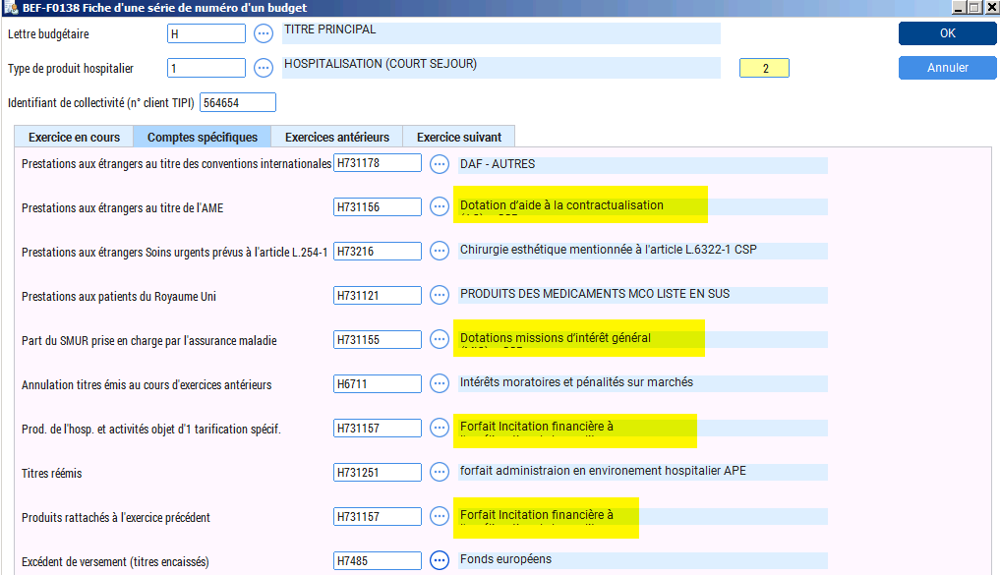 BEF-F0138 Fiche d'une série de numéro d'un budget
Lettre budgétaire H TITRE PRINCIPAL OK
Type de produit hospitalier 1 HOSPITALISATION (COURT SEJOUR) 2 Annuler
Identifiant de collectivité (n° client TIPI) 564654
Exercice en cours Comptes spécifiques Exercices antérieurs Exercice suivant
Prestations aux étrangers au titre des conventions internationales H731178 DAF - AUTRES
Prestations aux étrangers au titre de l'AME H731156 Dotation d'aide à la contractualisation
Prestations aux étrangers Soins urgents prévus à l'article L.254-1 H73216 Chirurgie esthétique mentionnée à l'article L.6322-1 CSP
Prestations aux patients du Royaume Uni H731121 PRODUITS DES MEDICAMENTS MCO LISTE EN SUS
Part du SMUR prise en charge par l'assurance maladie H731155 Dotations missions d'intérêt général
Annulation titres émis au cours d'exercices antérieurs H6711 Intérêts moratoires et pénalités sur marchés
Prod. de l'hosp. et activités objet d'1 tarification spécif. H731157 Forfait Incitation financière à
Titres réémis H731251 forfait administraion en environement hospitalier APE
Produits rattachés à l'exercice précédent H731157 Forfait Incitation financière à
Excédent de versement (titres encaissés) H7485 Fonds européens